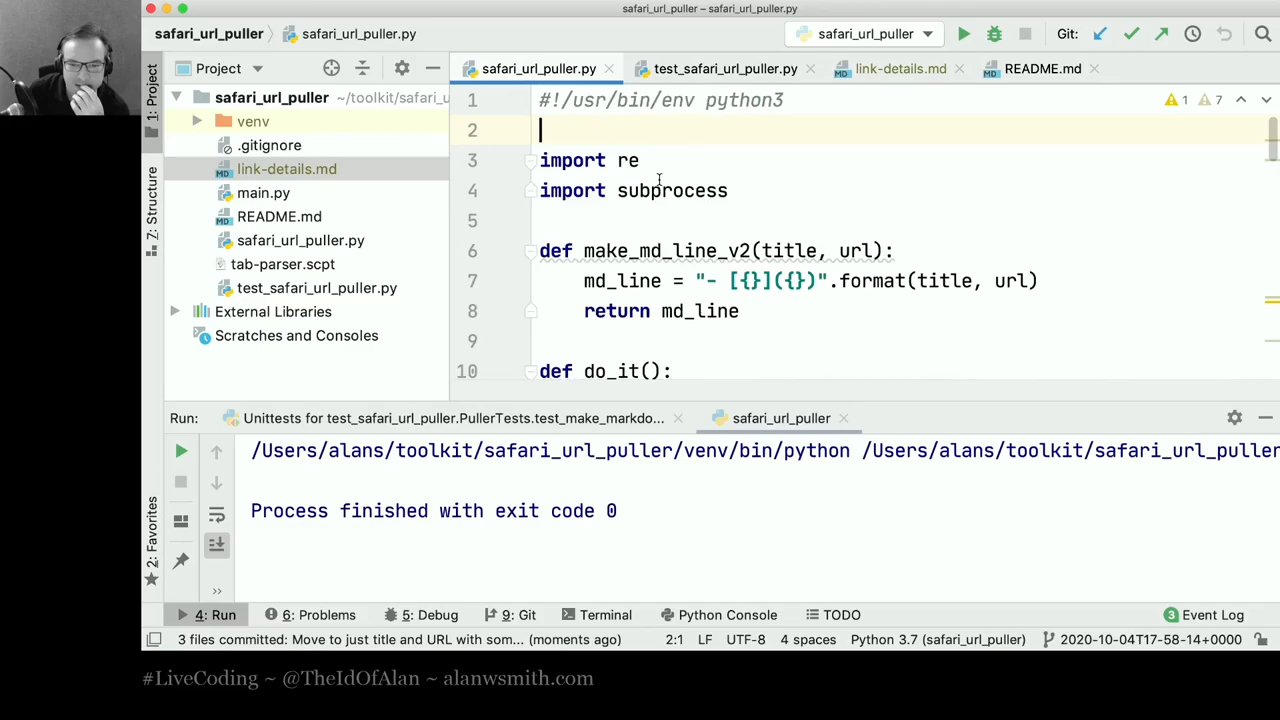 safari_url_puller – safari_url_puller.py
safari_url_puller
safari_url_puller.py
safari_url_puller
Git:
1: Project
Project
safari_url_puller.py
test_safari_url_puller.py
link-details.md
README.md
safari_url_puller ~/toolkit/safari_u
venv
.gitignore
link-details.md
main.py
README.md
safari_url_puller.py
tab-parser.scpt
test_safari_url_puller.py
External Libraries
Scratches and Consoles
7: Structure
1 #!/usr/bin/env python3
1 7
2
3 import re
4 import subprocess
5
6 def make_md_line_v2(title, url):
7 md_line = "- [{}]({})".format(title, url)
8 return md_line
9
10 def do_it():
Run:
Unittests for test_safari_url_puller.PullerTests.test_make_markdo...
safari_url_puller
/Users/alans/toolkit/safari_url_puller/venv/bin/python /Users/alans/toolkit/safari_url_puller
Process finished with exit code 0
2: Favorites
4: Run
6: Problems
5: Debug
9: Git
Terminal
Python Console
TODO
3 Event Log
3 files committed: Move to just title and URL with som... (moments ago)
2:1
LF
UTF-8
4 spaces
Python 3.7 (safari_url_puller)
2020-10-04T17-58-14+0000
#LiveCoding ~ @TheIdOfAlan ~ alanwsmith.com